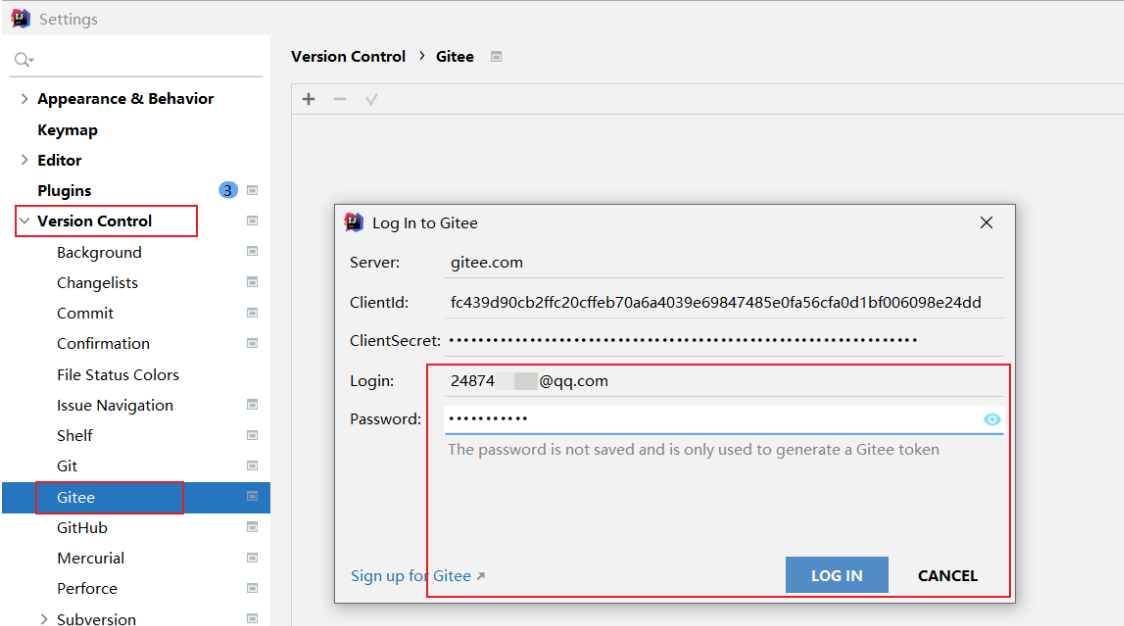 Settings
Version Control › Gitee
Appearance & Behavior
Keymap
Editor
Plugins 3
Version Control
Background
Changelists
Commit
Confirmation
File Status Colors
Issue Navigation
Shelf
Git
Gitee
GitHub
Mercurial
Perforce
Subversion
Log In to Gitee
Server: gitee.com
ClientId: fc439d90cb2ffc20cffeb70a6a4039e69847485e0fa56cfa0d1bf006098e24dd
ClientSecret:
Login: 24874 @qq.com
Password:
The password is not saved and is only used to generate a Gitee token
Sign up for Gitee ↗
LOG IN CANCEL